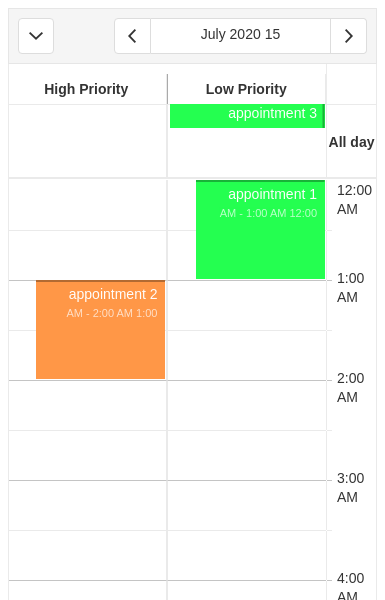 July 2020 15
High Priority
Low Priority
appointment 3
All day
appointment 1
AM - 1:00 AM 12:00
12:00
AM
appointment 2
AM - 2:00 AM 1:00
1:00
AM
2:00
AM
3:00
AM
4:00
AM